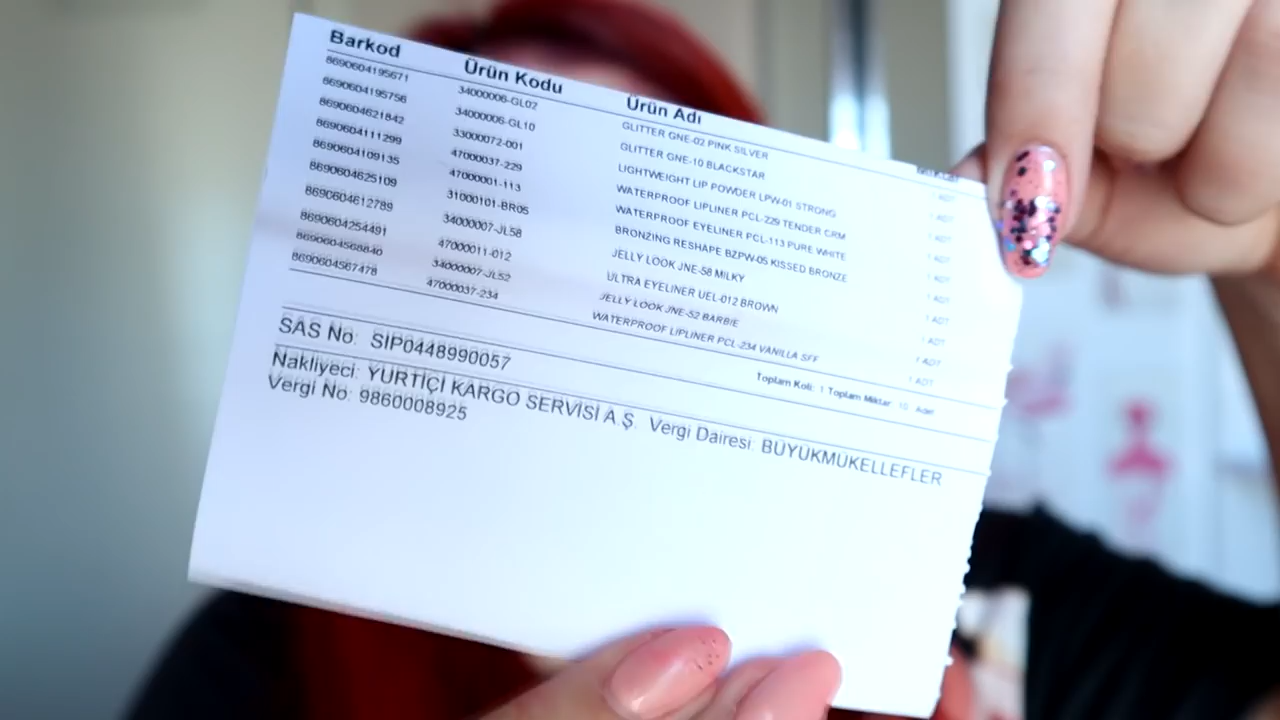 Barkod Ürün Kodu Ürün Adı
8690604195671 34000006-GL02 GLITTER GNE-02 PINK SILVER 1 ADT
8690604195756 34000006-GL10 GLITTER GNE-10 BLACKSTAR 1 ADT
8690604621842 33000072-001 LIGHTWEIGHT LIP POWDER LPW-01 STRONG 1 ADT
8690604111299 47000037-229 WATERPROOF LIPLINER PCL-229 TENDER CRM 1 ADT
8690604109135 47000001-113 WATERPROOF EYELINER PCL-113 PURE WHITE 1 ADT
8690604625109 31000101-BR05 BRONZING RESHAPE BZPW-05 KISSED BRONZE 1 ADT
8690604612789 34000007-JL58 JELLY LOOK JNE-58 MILKY 1 ADT
8690604254491 47000011-012 ULTRA EYELINER UEL-012 BROWN 1 ADT
8690604568840 34000007-JL52 JELLY LOOK JNE-52 BARBIE 1 ADT
8690604567478 47000037-234 WATERPROOF LIPLINER PCL-234 VANILLA SFF 1 ADT
Toplam Koli: 1 Toplam Miktar: 10 Adet
SAS No: SIP0448990057
Nakliyeci: YURTİÇİ KARGO SERVİSİ A.Ş. Vergi Dairesi: BÜYÜKMÜKELLEFLER
Vergi No: 9860008925